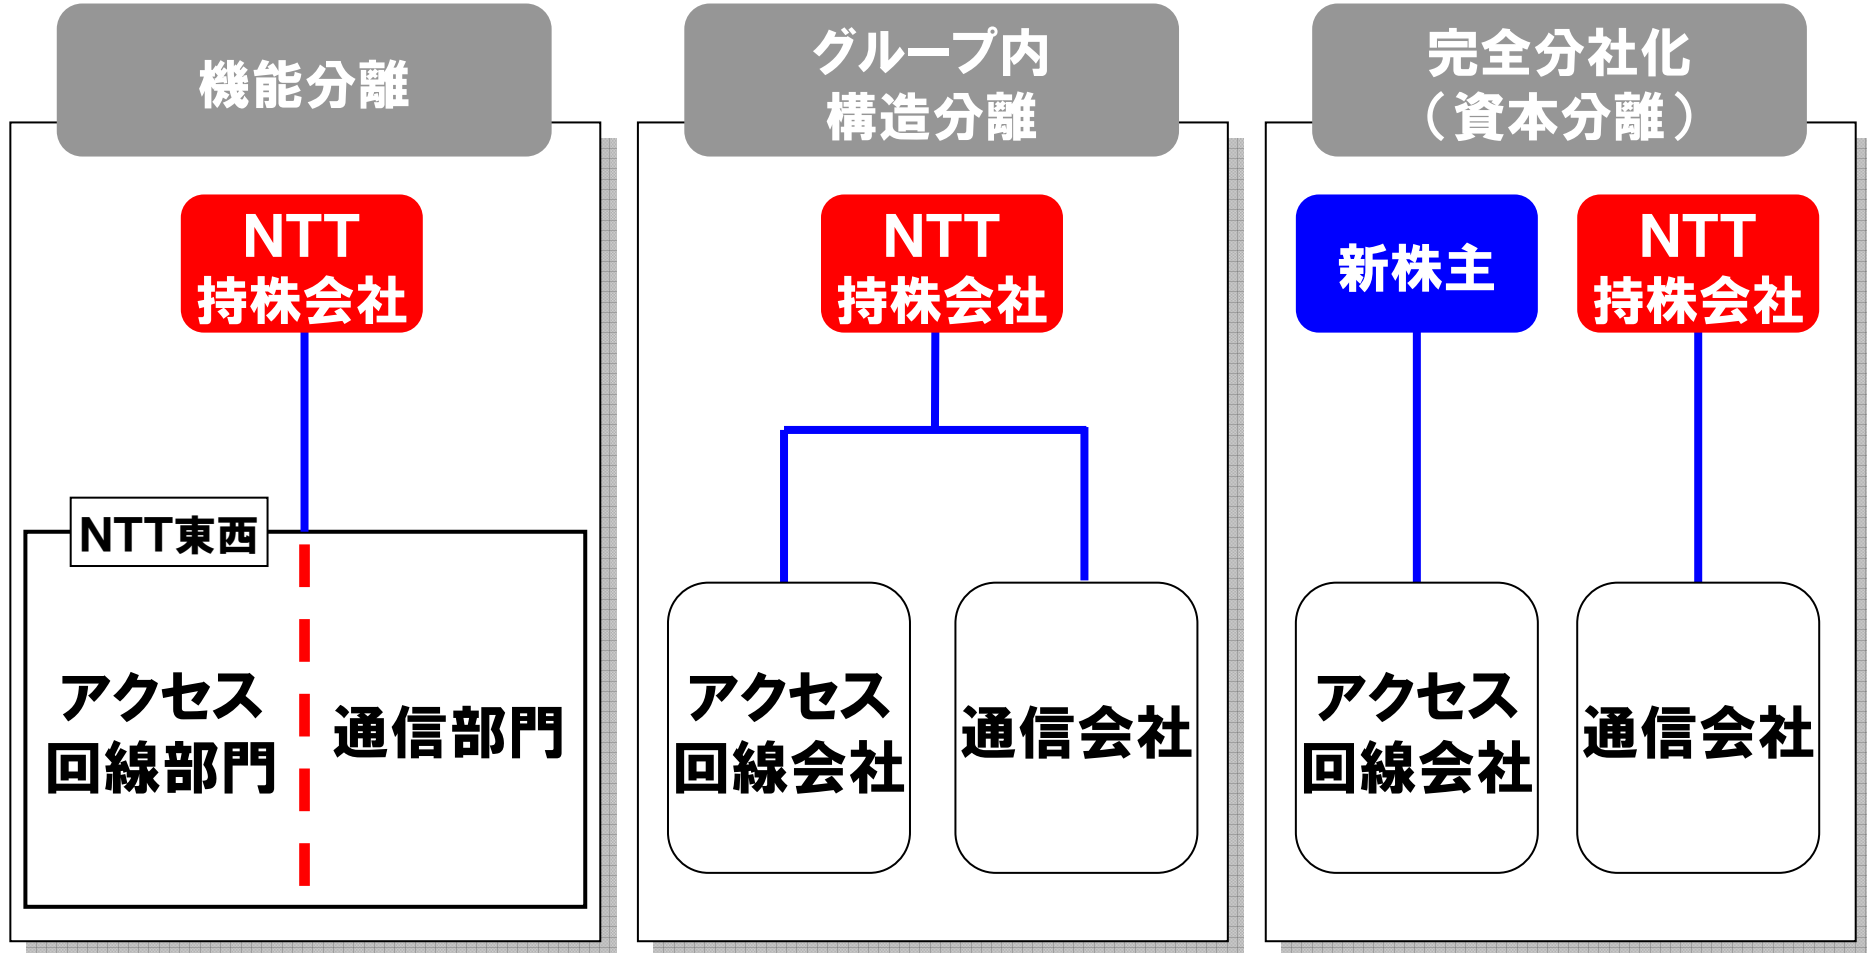 機能分離
NTT
持株会社
NTT東西
アクセス
回線部門
通信部門
グループ内
構造分離
NTT
持株会社
アクセス
回線会社
通信会社
完全分社化
（資本分離）
新株主
NTT
持株会社
アクセス
回線会社
通信会社